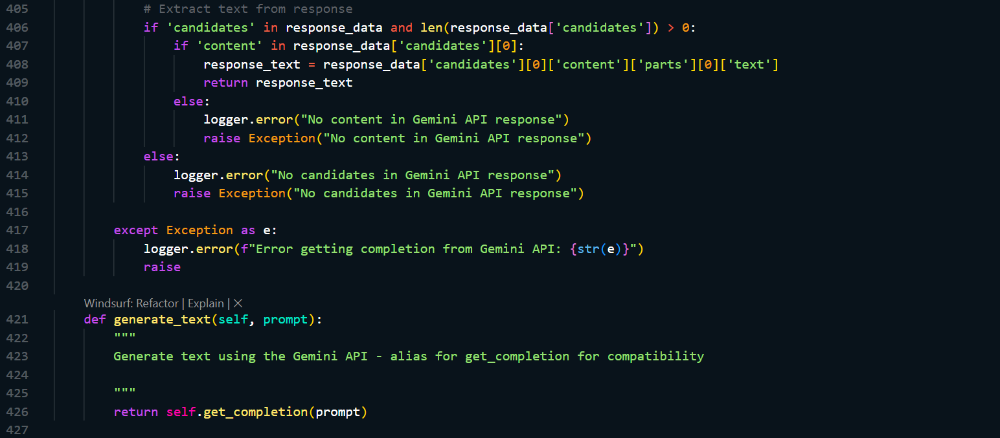 405 # Extract text from response
406 if 'candidates' in response_data and len(response_data['candidates']) > 0:
407 if 'content' in response_data['candidates'][0]:
408 response_text = response_data['candidates'][0]['content']['parts'][0]['text']
409 return response_text
410 else:
411 logger.error("No content in Gemini API response")
412 raise Exception("No content in Gemini API response")
413 else:
414 logger.error("No candidates in Gemini API response")
415 raise Exception("No candidates in Gemini API response")
416
417 except Exception as e:
418 logger.error(f"Error getting completion from Gemini API: {str(e)}")
419 raise
420
Windsurf: Refactor | Explain | ✕
421 def generate_text(self, prompt):
422 """
423 Generate text using the Gemini API - alias for get_completion for compatibility
424
425 """
426 return self.get_completion(prompt)
427